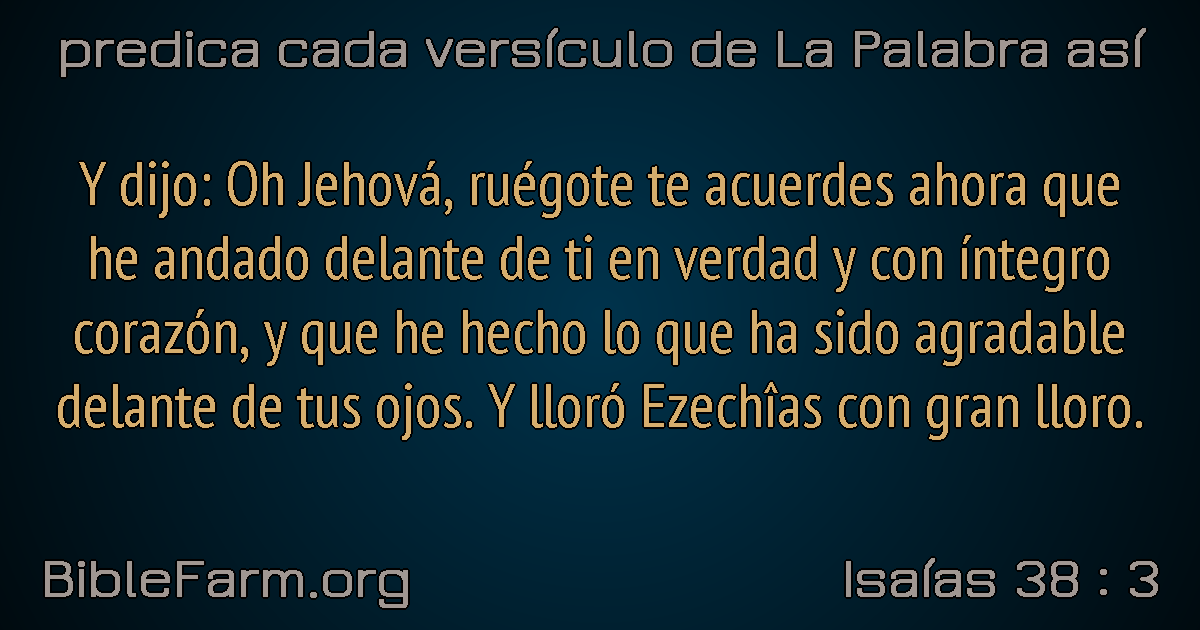 predica cada versículo de La Palabra así
Y dijo: Oh Jehová, ruégote te acuerdes ahora que
he andado delante de ti en verdad y con íntegro
corazón, y que he hecho lo que ha sido agradable
delante de tus ojos. Y lloró Ezechîas con gran lloro.
BibleFarm.org
Isaías 38 : 3